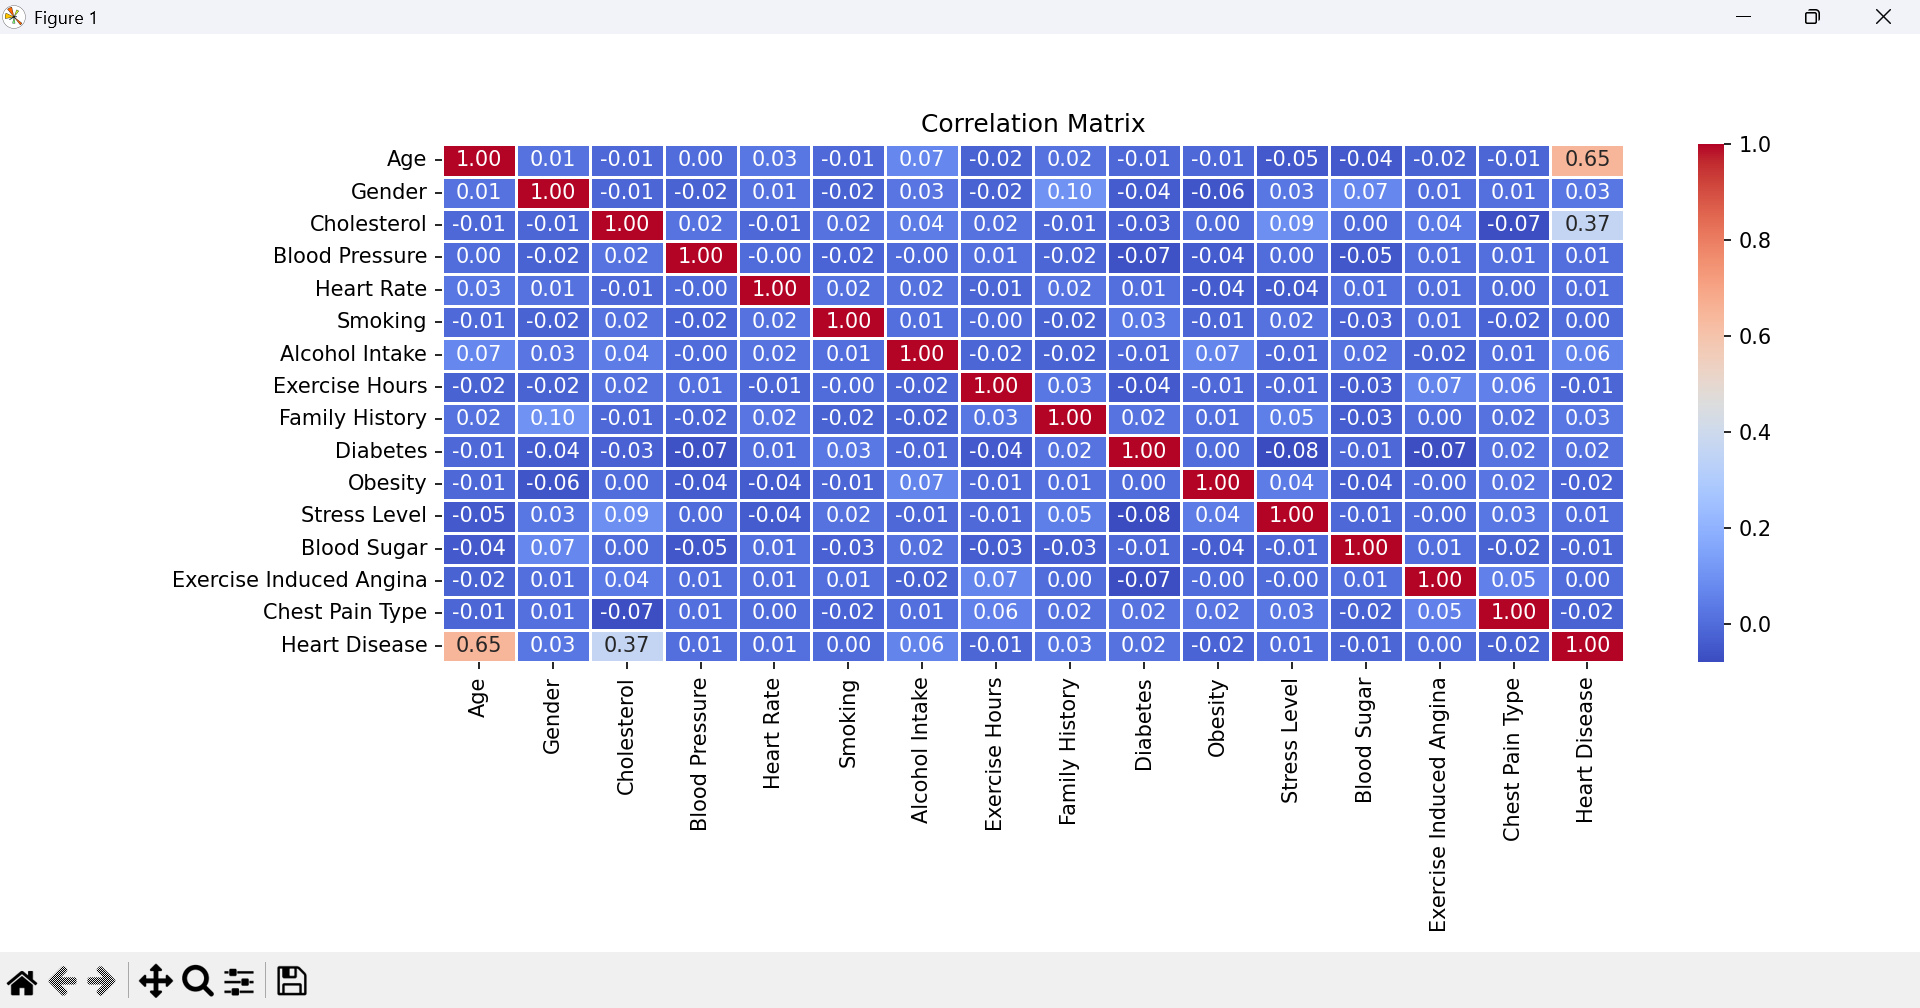 Figure 1
Correlation Matrix
Age 1.00 0.01 -0.01 0.00 0.03 -0.01 0.07 -0.02 0.02 -0.01 -0.01 -0.05 -0.04 -0.02 -0.01 0.65
Gender 0.01 1.00 -0.01 -0.02 0.01 -0.02 0.03 -0.02 0.10 -0.04 -0.06 0.03 0.07 0.01 0.01 0.03
Cholesterol -0.01 -0.01 1.00 0.02 -0.01 0.02 0.04 0.02 -0.01 -0.03 0.00 0.09 0.00 0.04 -0.07 0.37
Blood Pressure 0.00 -0.02 0.02 1.00 -0.00 -0.02 -0.00 0.01 -0.02 -0.07 -0.04 0.00 -0.05 0.01 0.01 0.01
Heart Rate 0.03 0.01 -0.01 -0.00 1.00 0.02 0.02 -0.01 0.02 0.01 -0.04 -0.04 0.01 0.01 0.00 0.01
Smoking -0.01 -0.02 0.02 -0.02 0.02 1.00 0.01 -0.00 -0.02 0.03 -0.01 0.02 -0.03 0.01 -0.02 0.00
Alcohol Intake 0.07 0.03 0.04 -0.00 0.02 0.01 1.00 -0.02 -0.02 -0.01 0.07 -0.01 0.02 -0.02 0.01 0.06
Exercise Hours -0.02 -0.02 0.02 0.01 -0.01 -0.00 -0.02 1.00 0.03 -0.04 -0.01 -0.01 -0.03 0.07 0.06 -0.01
Family History 0.02 0.10 -0.01 -0.02 0.02 -0.02 -0.02 0.03 1.00 0.02 0.01 0.05 -0.03 0.00 0.02 0.03
Diabetes -0.01 -0.04 -0.03 -0.07 0.01 0.03 -0.01 -0.04 0.02 1.00 0.00 -0.08 -0.01 -0.07 0.02 0.02
Obesity -0.01 -0.06 0.00 -0.04 -0.04 -0.01 0.07 -0.01 0.01 0.00 1.00 0.04 -0.04 -0.00 0.02 -0.02
Stress Level -0.05 0.03 0.09 0.00 -0.04 0.02 -0.01 -0.01 0.05 -0.08 0.04 1.00 -0.01 -0.00 0.03 0.01
Blood Sugar -0.04 0.07 0.00 -0.05 0.01 -0.03 0.02 -0.03 -0.03 -0.01 -0.04 -0.01 1.00 0.01 -0.02 -0.01
Exercise Induced Angina -0.02 0.01 0.04 0.01 0.01 0.01 -0.02 0.07 0.00 -0.07 -0.00 -0.00 0.01 1.00 0.05 0.00
Chest Pain Type -0.01 0.01 -0.07 0.01 0.00 -0.02 0.01 0.06 0.02 0.02 0.02 0.03 -0.02 0.05 1.00 -0.02
Heart Disease 0.65 0.03 0.37 0.01 0.01 0.00 0.06 -0.01 0.03 0.02 -0.02 0.01 -0.01 0.00 -0.02 1.00
Age
Gender
Cholesterol
Blood Pressure
Heart Rate
Smoking
Alcohol Intake
Exercise Hours
Family History
Diabetes
Obesity
Stress Level
Blood Sugar
Exercise Induced Angina
Chest Pain Type
Heart Disease
1.0
0.8
0.6
0.4
0.2
0.0